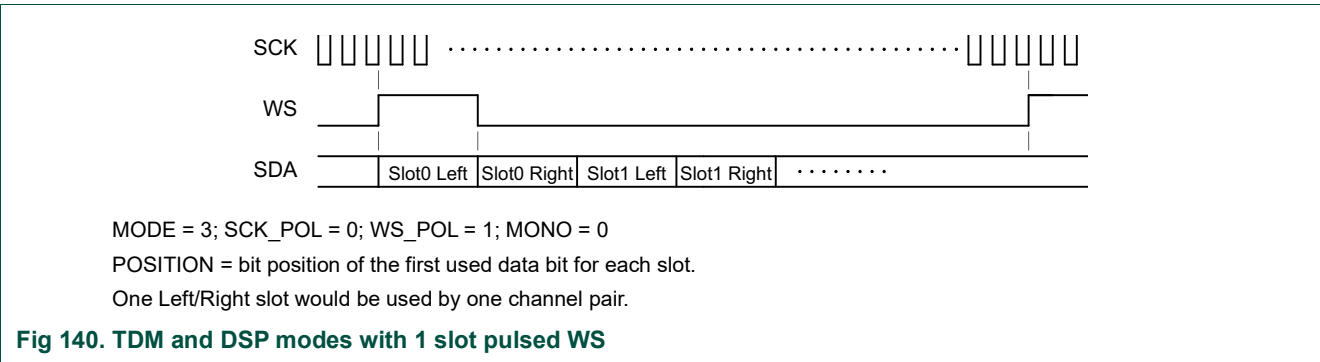 SCK
WS
SDA Slot0 Left Slot0 Right Slot1 Left Slot1 Right
MODE = 3; SCK_POL = 0; WS_POL = 1; MONO = 0
POSITION = bit position of the first used data bit for each slot.
One Left/Right slot would be used by one channel pair.
Fig 140. TDM and DSP modes with 1 slot pulsed WS